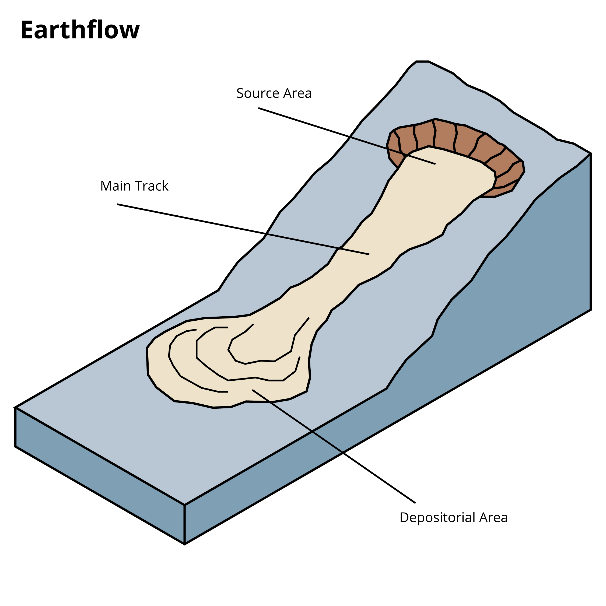 Earthflow
Source Area
Main Track
Depositorial Area